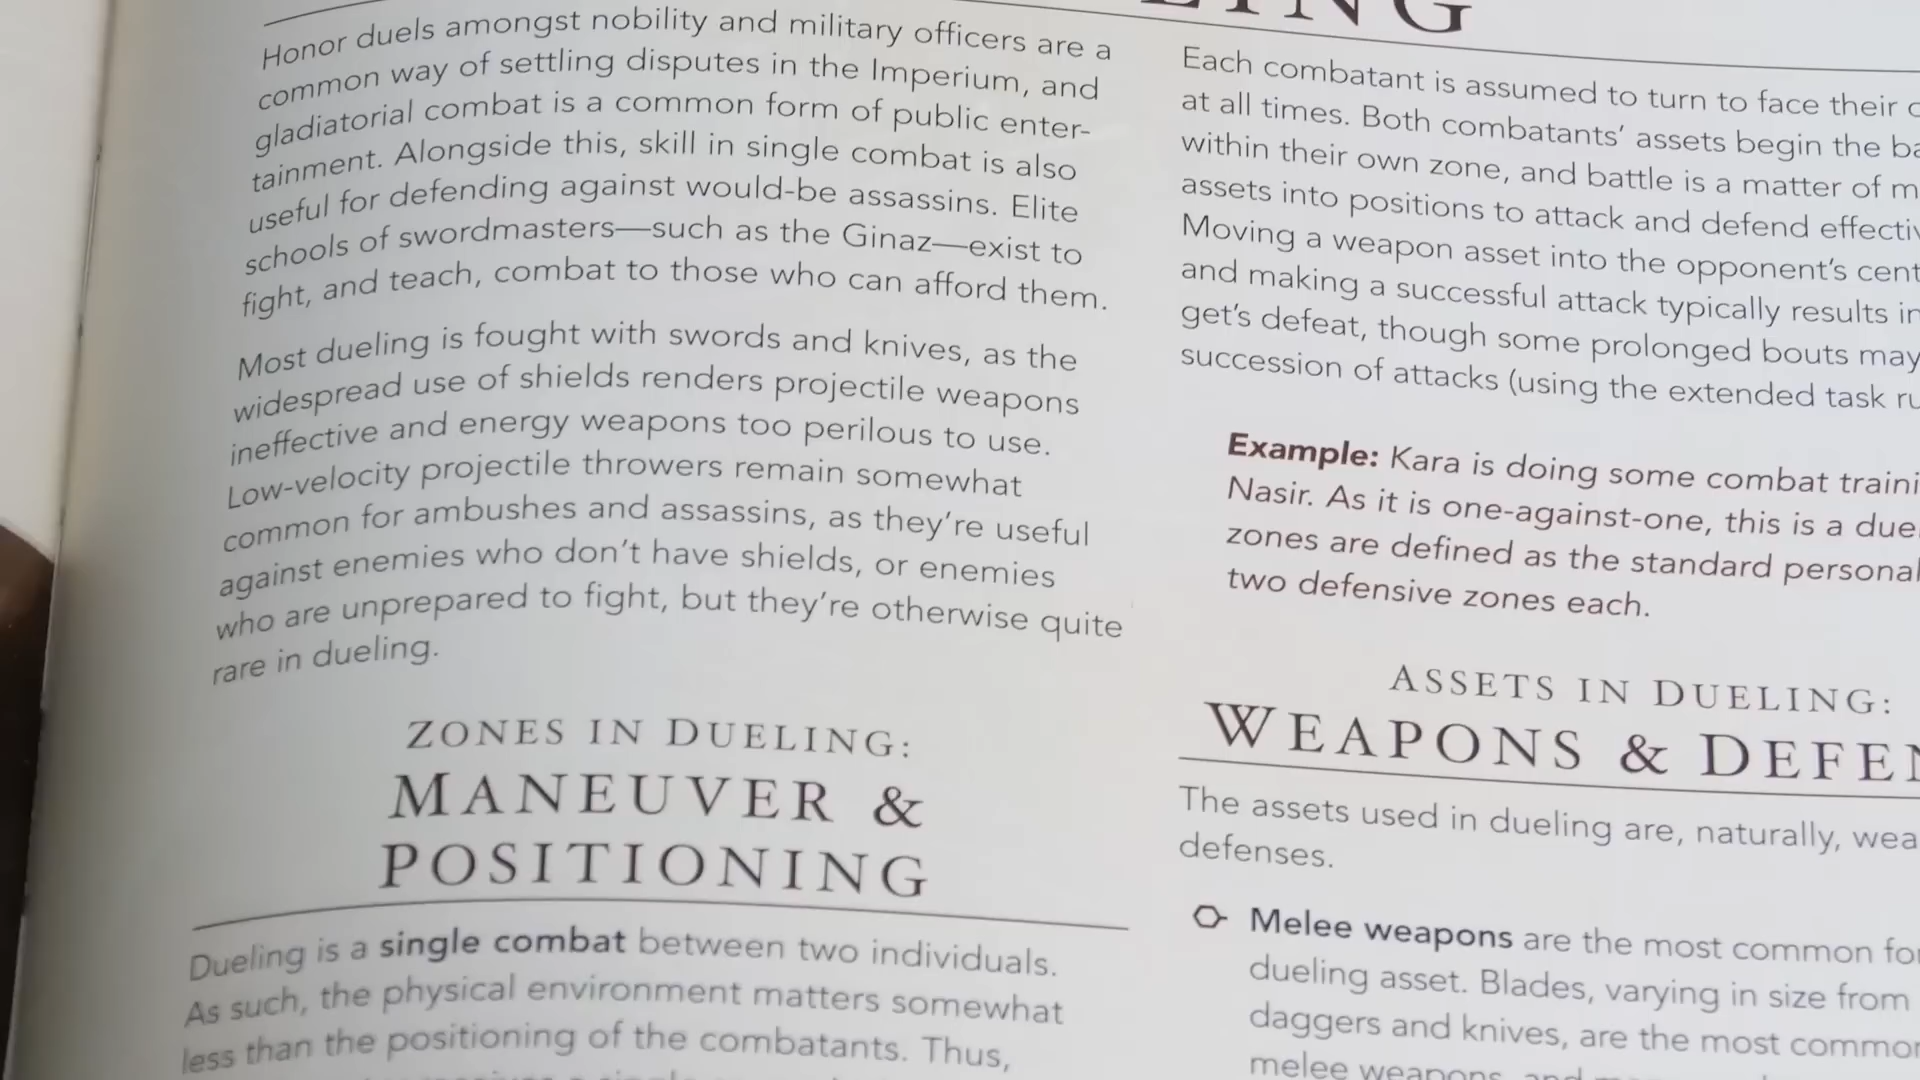 Honor duels amongst nobility and military officers are a
common way of settling disputes in the Imperium, and
gladiatorial combat is a common form of public enter-
tainment. Alongside this, skill in single combat is also
useful for defending against would-be assassins. Elite
schools of swordmasters—such as the Ginaz—exist to
fight, and teach, combat to those who can afford them.
Most dueling is fought with swords and knives, as the
widespread use of shields renders projectile weapons
ineffective and energy weapons too perilous to use.
Low-velocity projectile throwers remain somewhat
common for ambushes and assassins, as they're useful
against enemies who don't have shields, or enemies
who are unprepared to fight, but they're otherwise quite
rare in dueling.
ZONES IN DUELING:
MANEUVER &
POSITIONING
Dueling is a single combat between two individuals.
As such, the physical environment matters somewhat
less than the positioning of the combatants. Thus,
Each combatant is assumed to turn to face their
at all times. Both combatants' assets begin the
within their own zone, and battle is a matter of
assets into positions to attack and defend
Moving a weapon asset into the opponent's
and making a successful attack typically results
get's defeat, though some prolonged bouts may
succession of attacks (using the extended task
Example: Kara is doing some combat
Nasir. As it is one-against-one, this is a
zones are defined as the standard personal
two defensive zones each.
ASSETS IN DUELING:
WEAPONS &
The assets used in dueling are, naturally,
defenses.
Melee weapons are the most common
dueling asset. Blades, varying in size from
daggers and knives, are the most common
melee weapons,